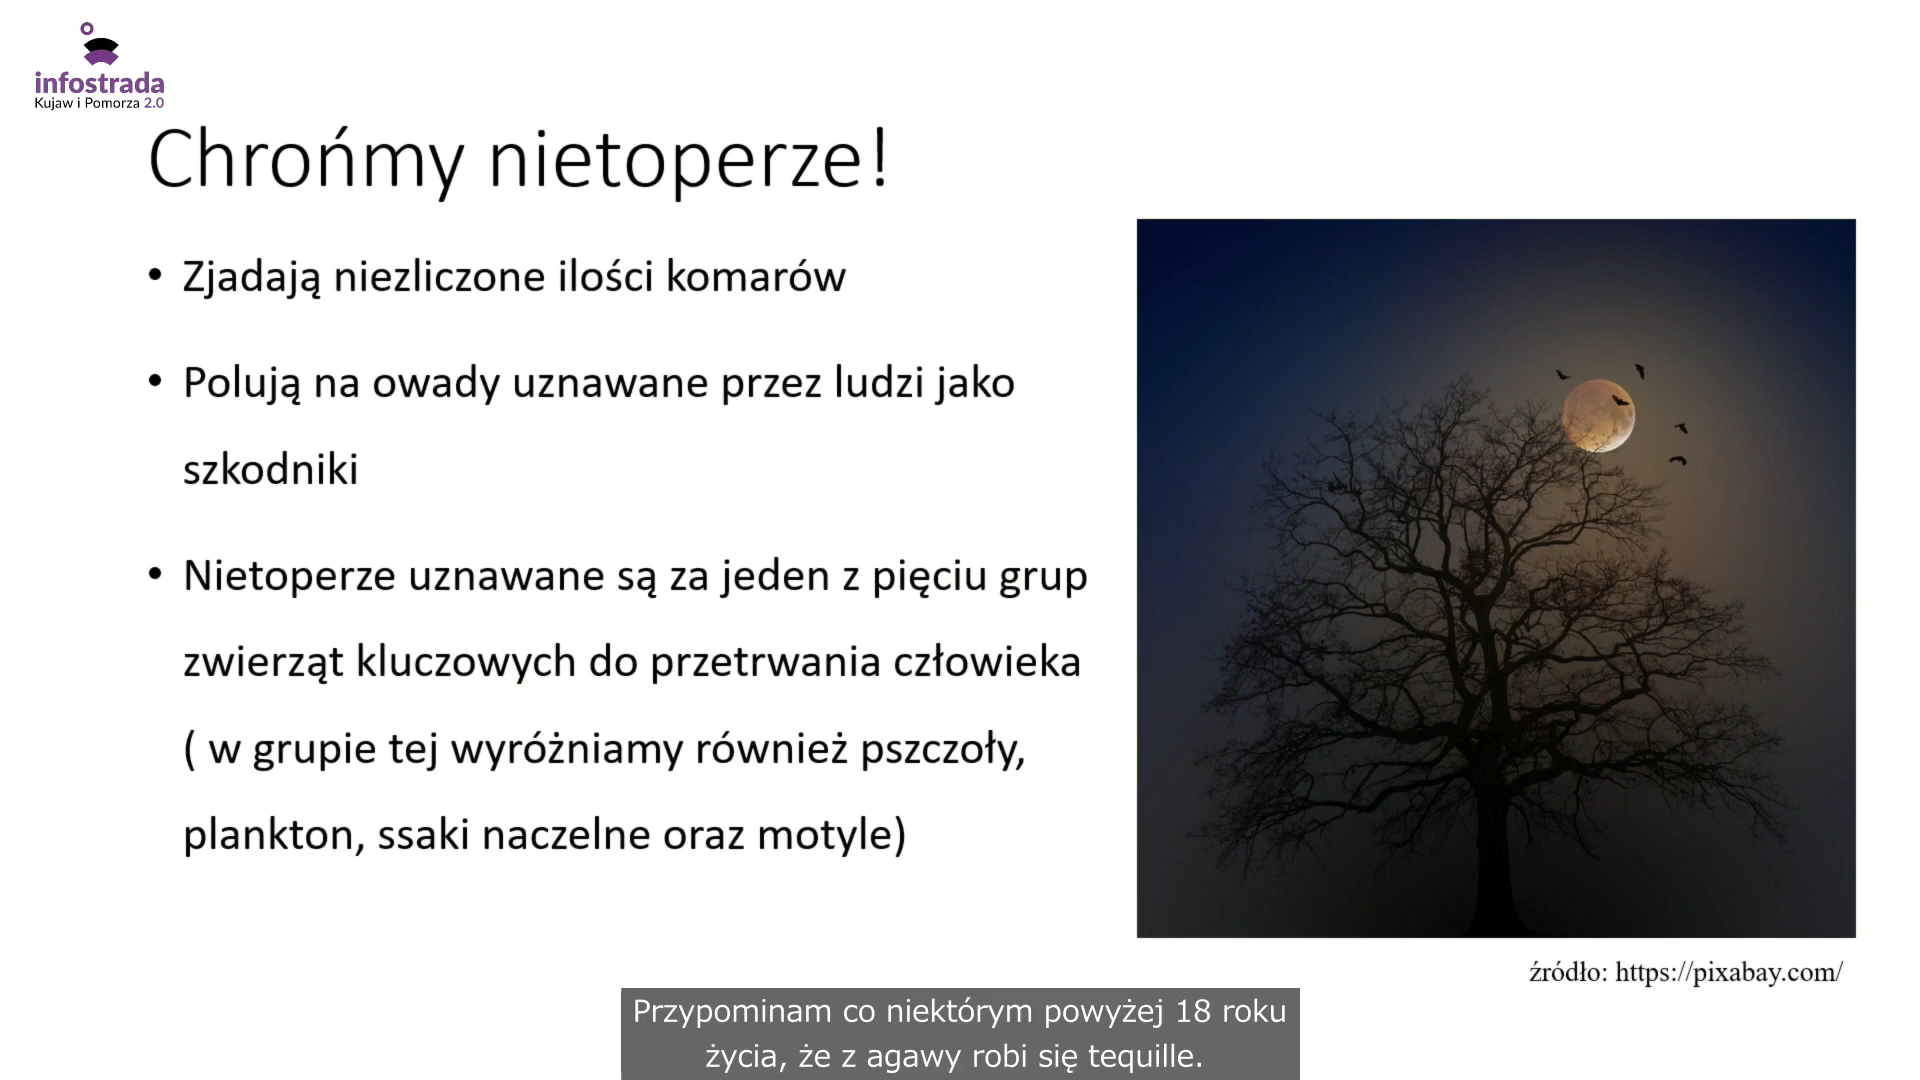 infostrada
Kujaw i Pomorza 2.0
Chrońmy nietoperze!
• Zjadają niezliczone ilości komarów
• Polują na owady uznawane przez ludzi jako
szkodniki
• Nietoperze uznawane są za jeden z pięciu grup
zwierząt kluczowych do przetrwania człowieka
( w grupie tej wyróżniamy również pszczoły,
plankton, ssaki naczelne oraz motyle)
źródło: https://pixabay.com/
Przypominam co niektórym powyżej 18 roku
życia, że z agawy robi się tequille.